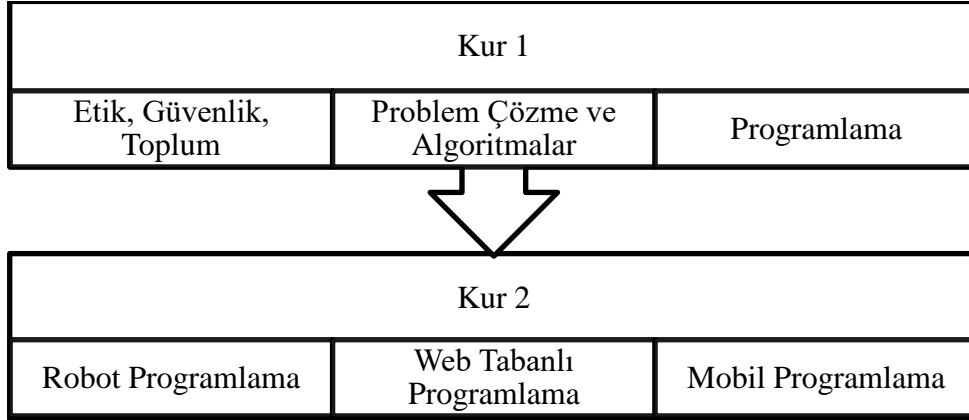 Kur 1
Etik, Güvenlik,
Toplum
Problem Çözme ve
Algoritmalar
Programlama
Kur 2
Robot Programlama
Web Tabanlı
Programlama
Mobil Programlama